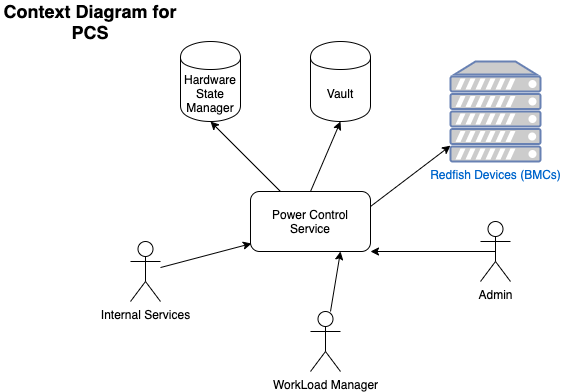 Context Diagram for
PCS
Hardware
State
Manager
Vault
Redfish Devices (BMCs)
Power Control
Service
Internal Services
Admin
WorkLoad Manager